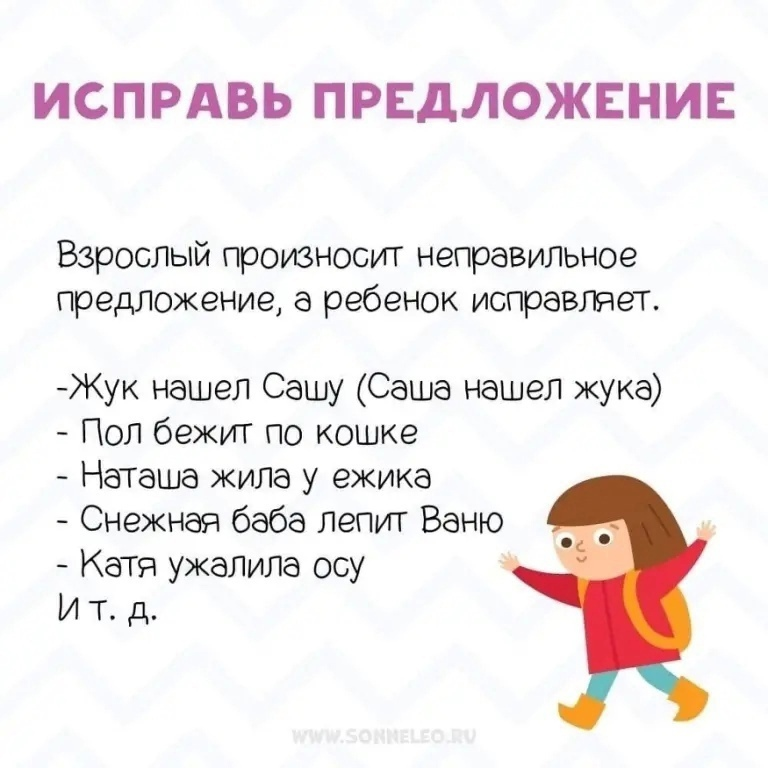 ИСПРАВЬ ПРЕДЛОЖЕНИЕ
Взрослый произносит неправильное
предложение, а ребенок исправляет.
-Жук нашел Сашу (Саша нашел жука)
- Пол бежит по кошке
- Наташа жила у ежика
- Снежная баба лепит Ваню
- Катя ужалила осу
И т. д.
WWW.SONNELEO.RU